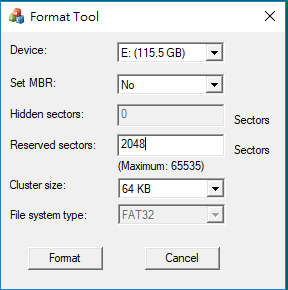 Format Tool
Device: E: (115.5 GB)
Set MBR: No
Hidden sectors: 0 Sectors
Reserved sectors: 2048 Sectors
(Maximum: 65535)
Cluster size: 64 KB
File system type: FAT32
Format Cancel